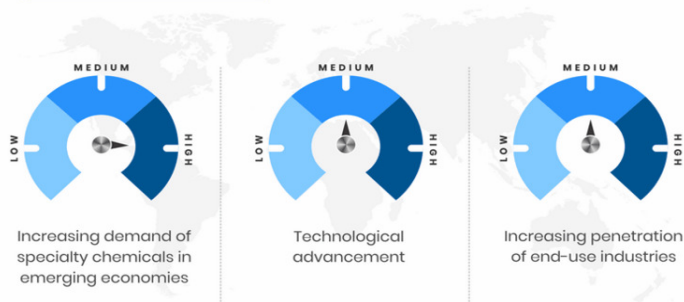 MEDIUM
LOW
HIGH
Increasing demand of
specialty chemicals in
emerging economies
MEDIUM
LOW
HIGH
Technological
advancement
MEDIUM
LOW
HIGH
Increasing penetration
of end-use industries